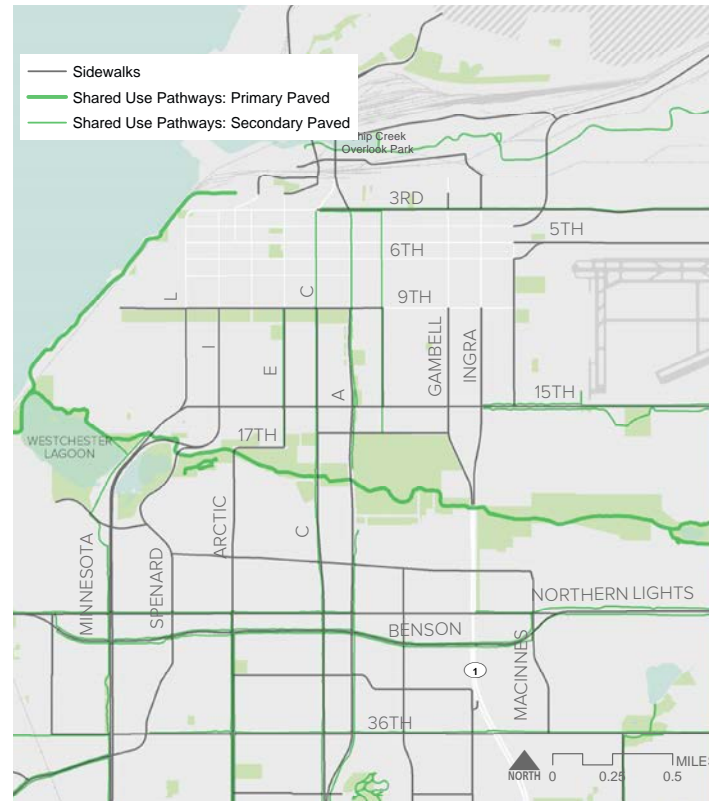 Sidewalks
Shared Use Pathways: Primary Paved
Shared Use Pathways: Secondary Paved
hip Creek
Overlook Park
3RD
5TH
6TH
9TH
L
C
I
E
A
GAMBELL
INGRA
15TH
17TH
WESTCHESTER
LAGOON
ARCTIC
C
MINNESOTA
SPENARD
NORTHERN LIGHTS
BENSON
MACINNES
1
36TH
NORTH
0
0.25
0.5
MILE